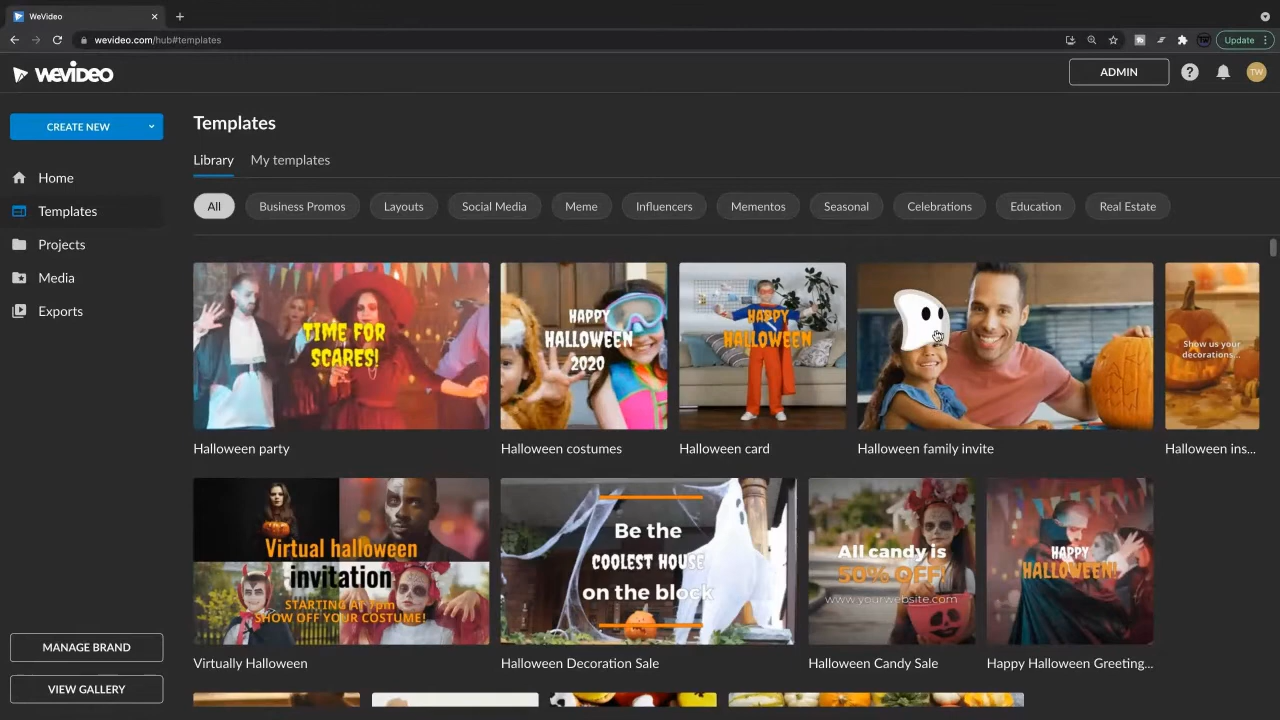 WeVideo
wevideo.com/hub#templates
Update
WEVIDEO
ADMIN
?
TW
CREATE NEW
Home
Templates
Projects
Media
Exports
MANAGE BRAND
VIEW GALLERY
Templates
Library
My templates
All
Business Promos
Layouts
Social Media
Meme
Influencers
Mementos
Seasonal
Celebrations
Education
Real Estate
TIME FOR
SCARES!
Halloween party
HAPPY
HALLOWEEN
2020
Halloween costumes
HAPPY
HALLOWEEN
Halloween card
Halloween family invite
Show us your
decorations...
Halloween ins...
Virtual halloween
invitation
STARTING AT 7pm
SHOW OFF YOUR COSTUME!
Virtually Halloween
Be the
COOLEST HOUSE
on the block
Halloween Decoration Sale
All candy is
50% OFF!
www.yourwebsite.com
Halloween Candy Sale
HAPPY
HALLOWEEN!
Happy Halloween Greeting...